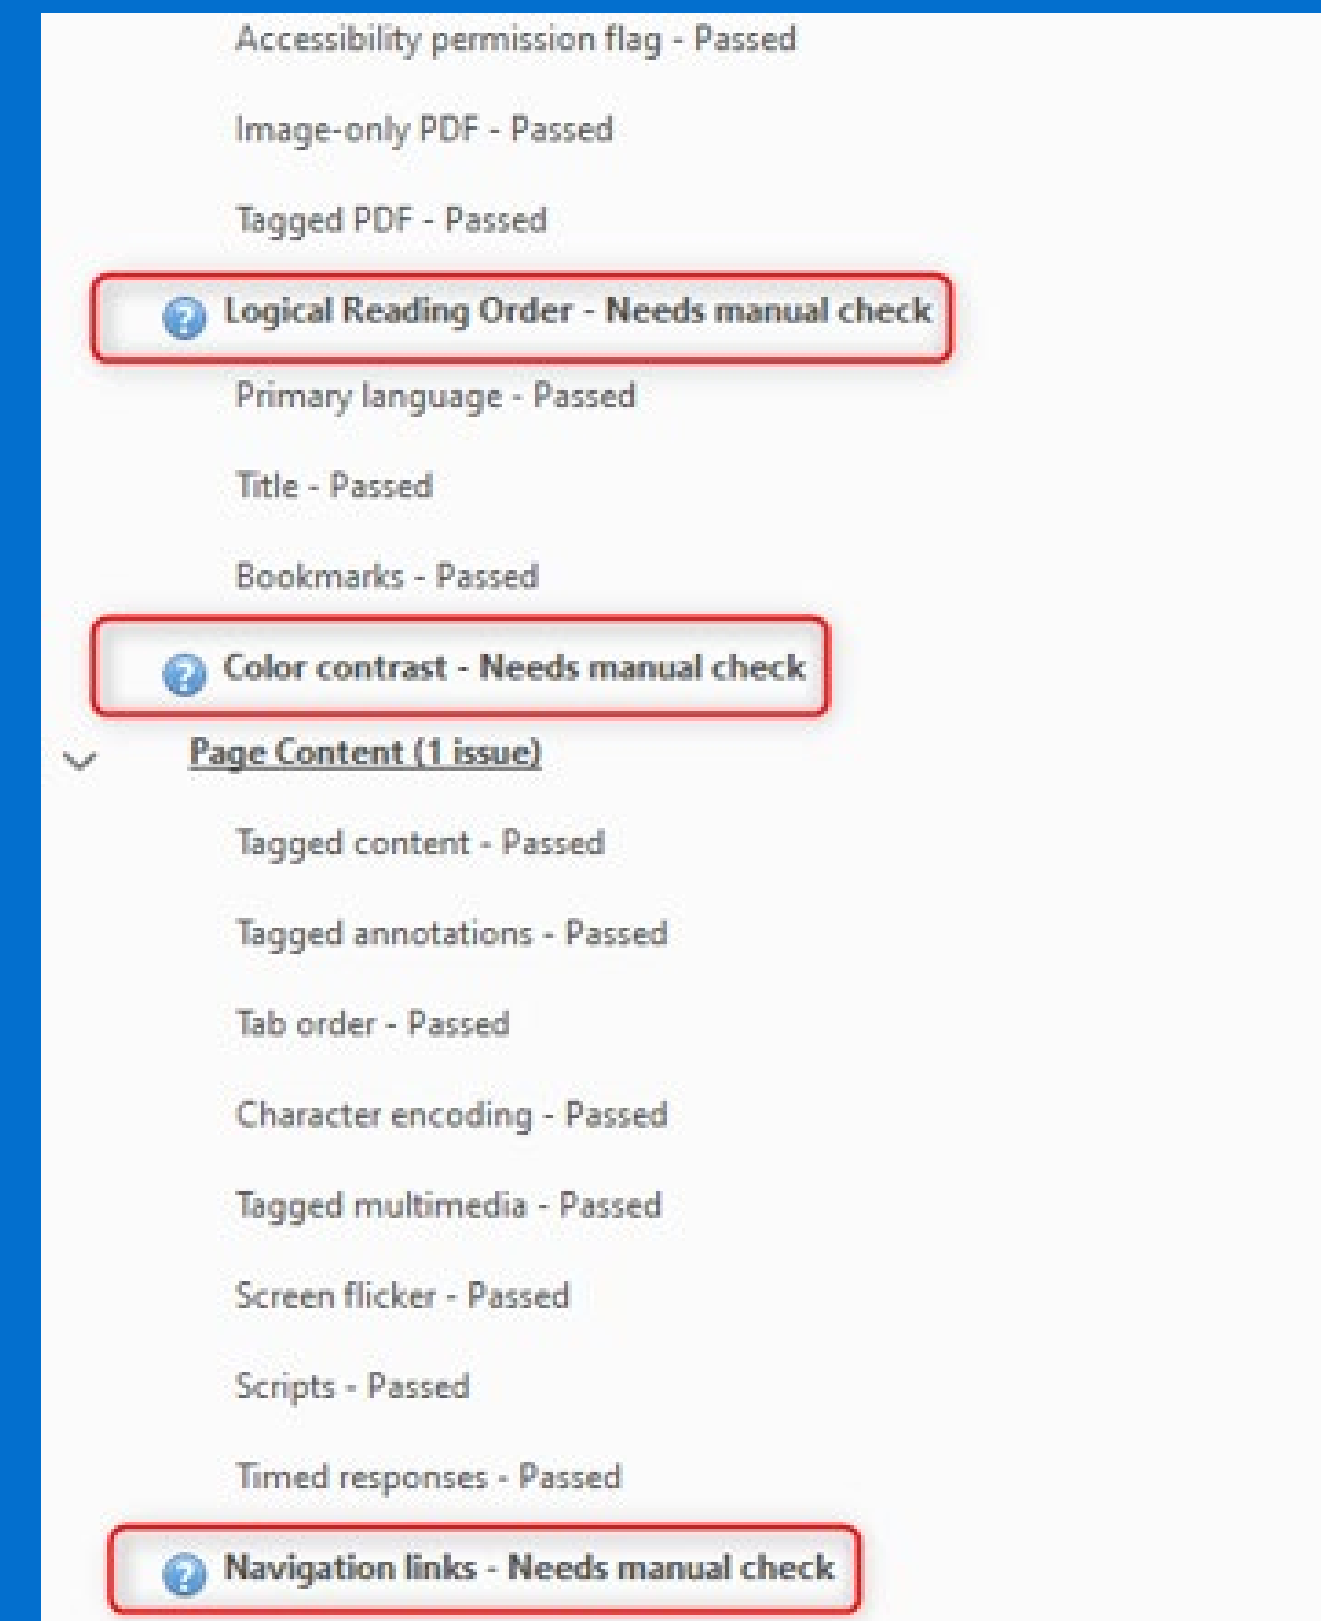 Accessibility permission flag - Passed
Image-only PDF - Passed
Tagged PDF - Passed
Logical Reading Order - Needs manual check
Primary language - Passed
Title - Passed
Bookmarks - Passed
Color contrast - Needs manual check
Page Content (1 issue)
Tagged content - Passed
Tagged annotations - Passed
Tab order - Passed
Character encoding - Passed
Tagged multimedia - Passed
Screen flicker - Passed
Scripts - Passed
Timed responses - Passed
Navigation links - Needs manual check